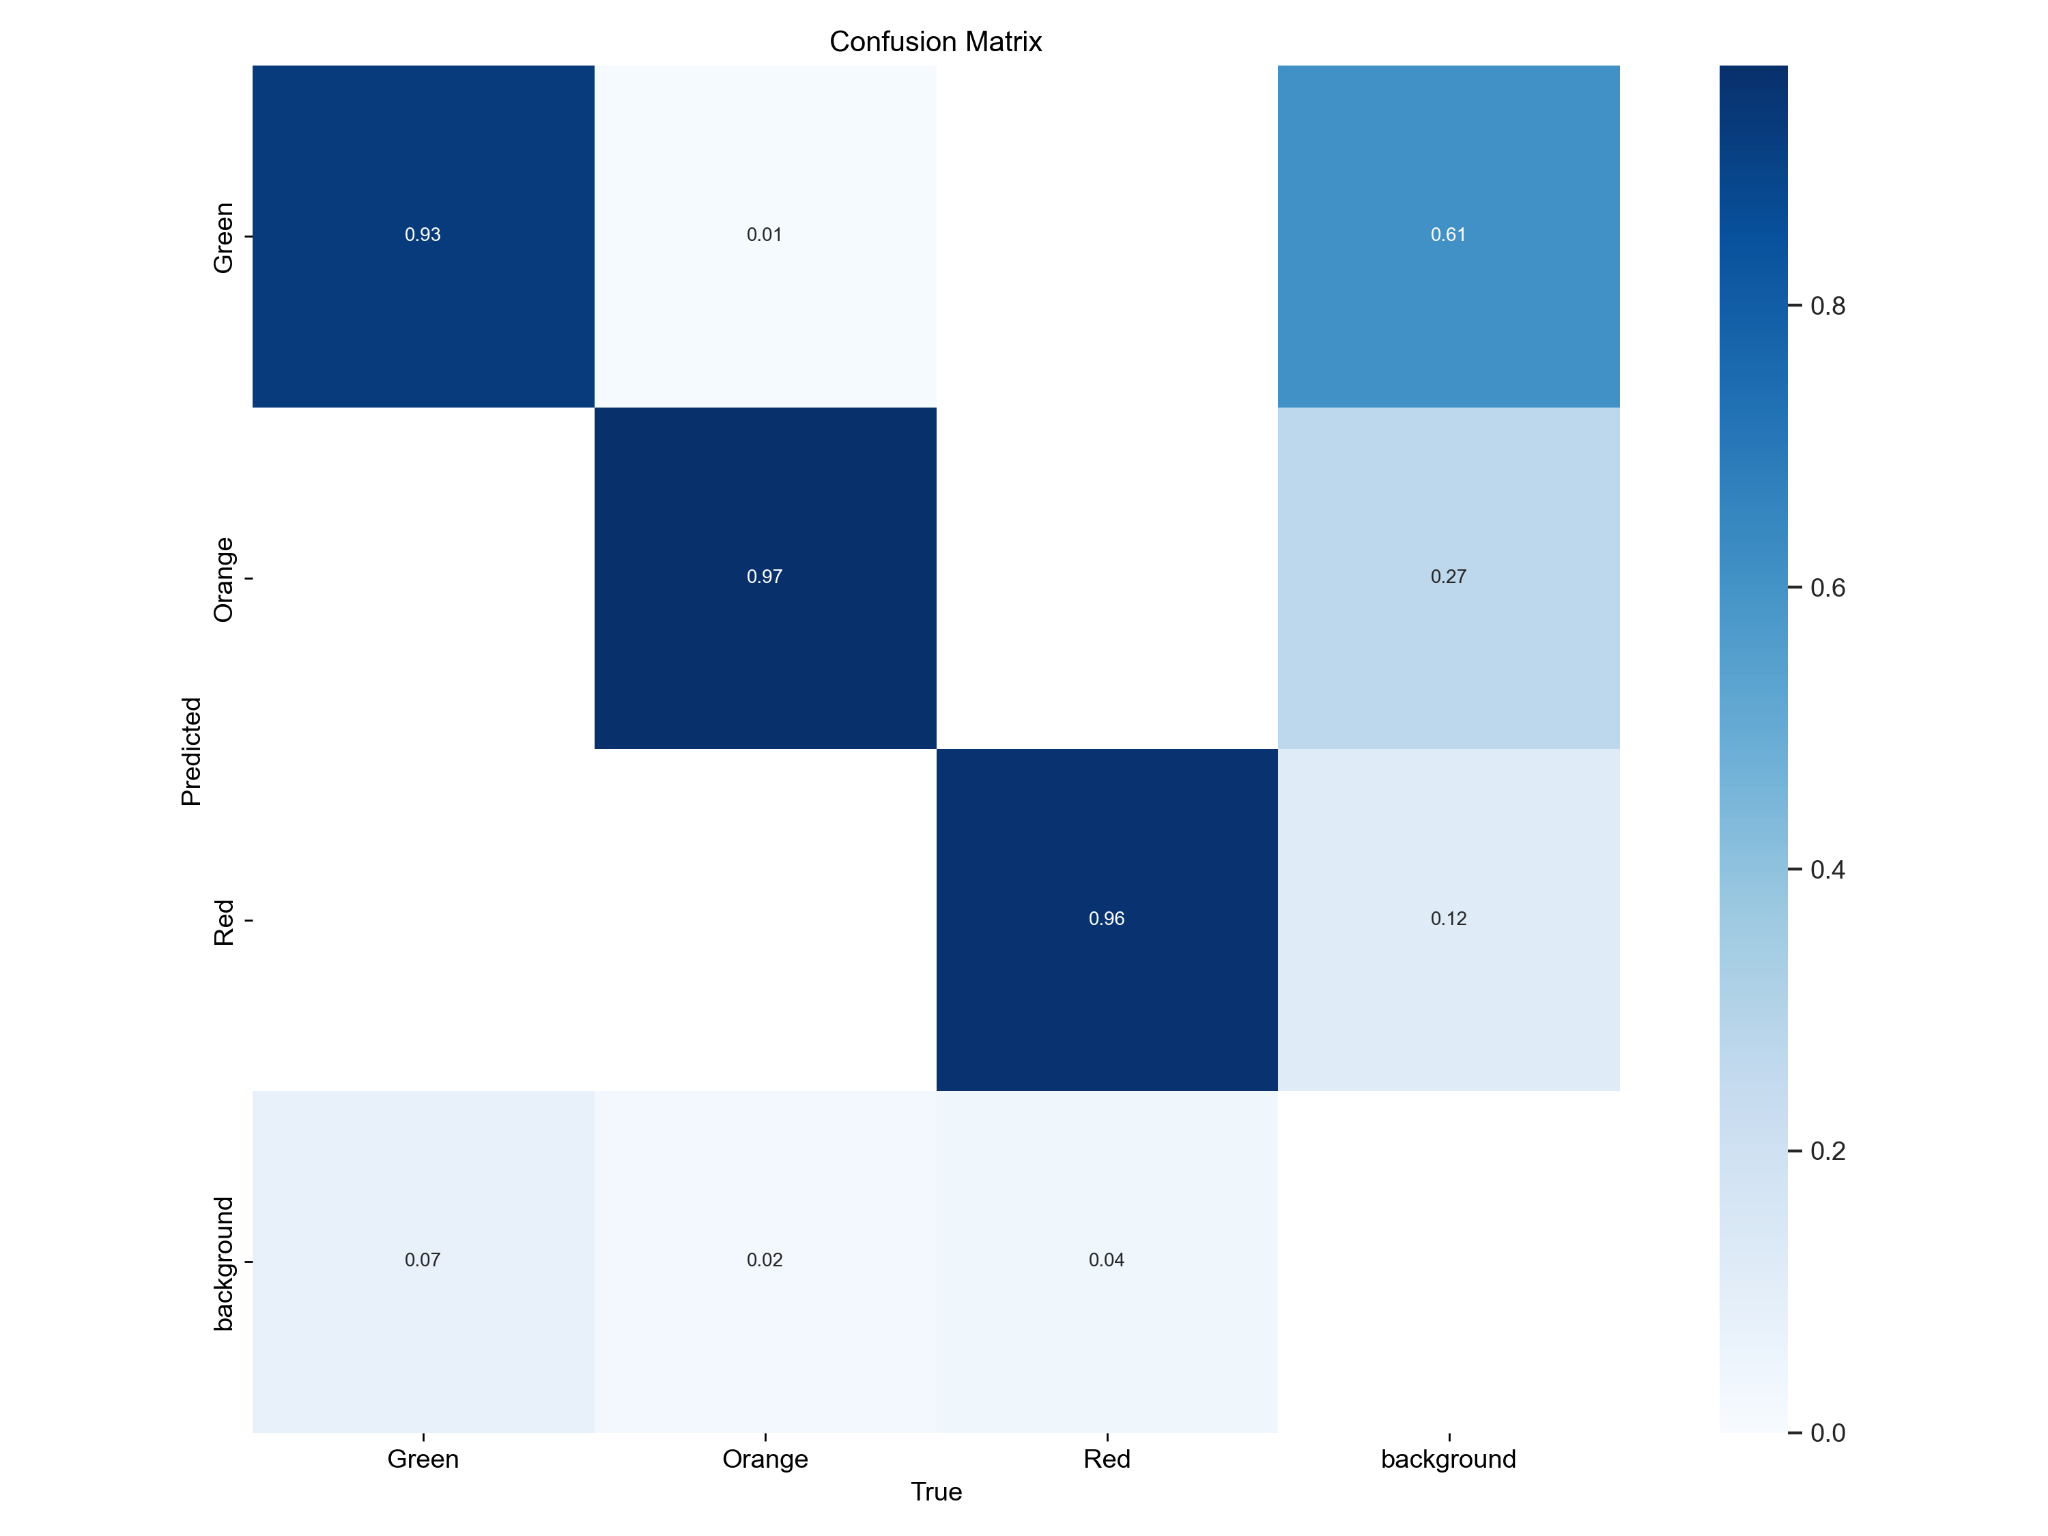 Confusion Matrix
Green
0.93
0.01
0.61
0.8
Orange
0.97
0.27
0.6
Predicted
Red
0.96
0.12
0.4
background
0.07
0.02
0.04
0.2
0.0
Green
Orange
Red
background
True